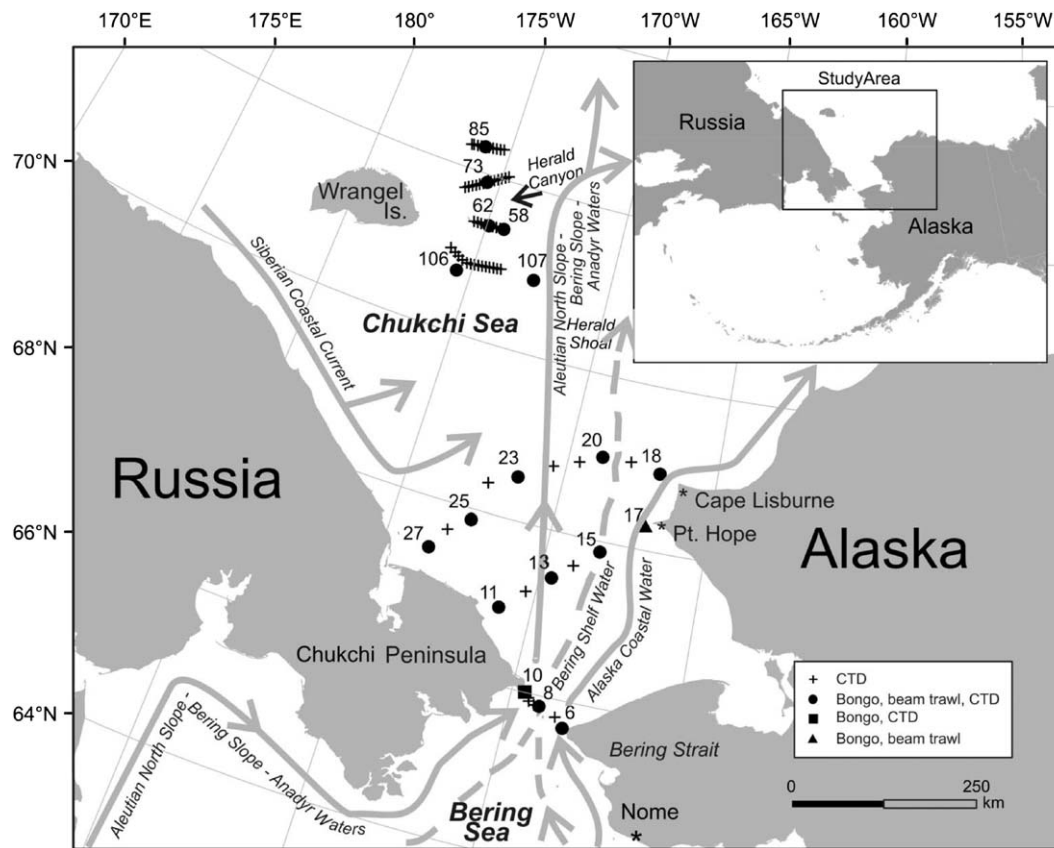 170°E 175°E 180°E 175°W 170°W 165°W 160°W 155°W
70°N
68°N
66°N
64°N
StudyArea
Russia
Alaska
85
73
Herald
Canyon
62
58
Wrangel
Is.
106
107
Siberian Coastal Current
Chukchi Sea
Aleutian North Slope -
Bering Slope -
Anadyr Waters
Herald
Shoal
20
18
23
Cape Lisburne
*
17
Pt. Hope
*
25
27
15
13
11
Russia
Alaska
Bering Shelf Water
Alaska Coastal Water
Chukchi Peninsula
10
8
6
Bering Strait
Aleutian North Slope -
Bering Slope - Anadyr Waters
Bering
Sea
Nome
*
+ CTD
Bongo, beam trawl, CTD
Bongo, CTD
Bongo, beam trawl
0 250
km